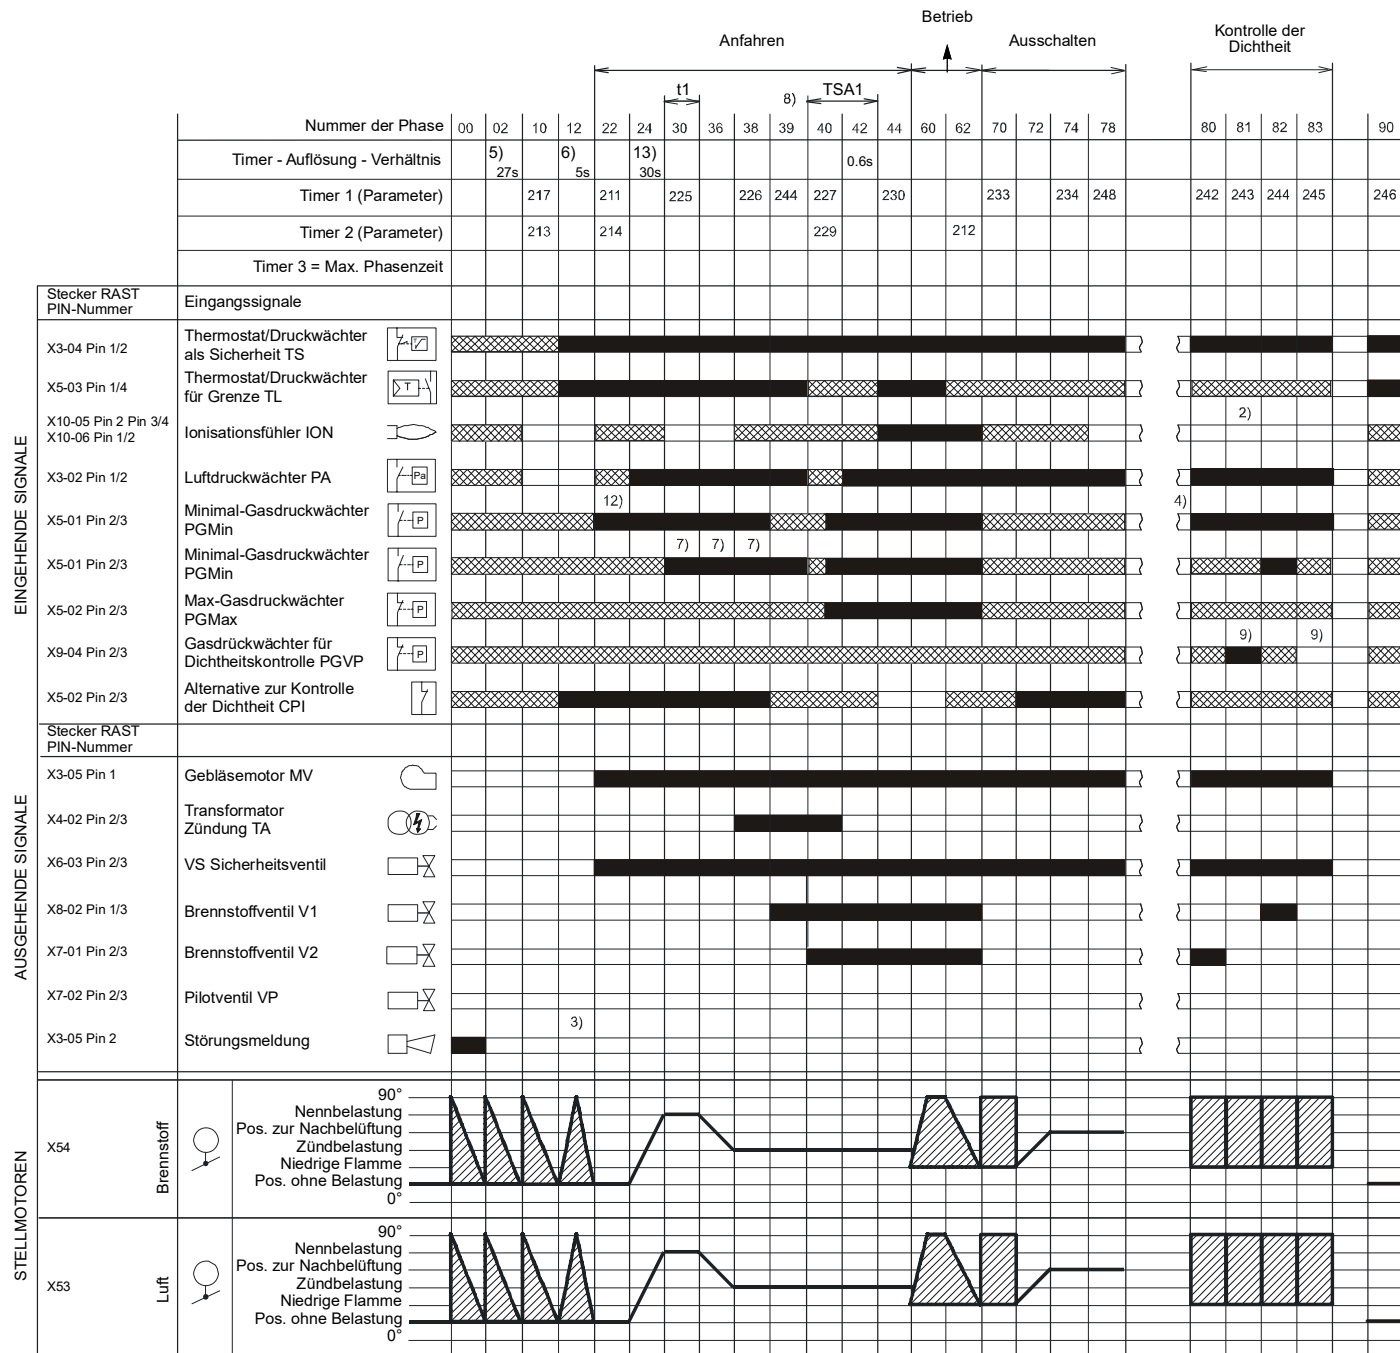 Betrieb
Anfahren
Ausschalten
Kontrolle der
Dichtheit
t1
8)
TSA1
Nummer der Phase 00 02 10 12 22 24 30 36 38 39 40 42 44 60 62 70 72 74 78 80 81 82 83 90
Timer - Auflösung - Verhältnis 5) 27s 6) 5s 13) 30s 0.6s
Timer 1 (Parameter) 217 211 225 226 244 227 230 233 234 248 242 243 244 245 246
Timer 2 (Parameter) 213 214 229 212
Timer 3 = Max. Phasenzeit
EINGEHENDE SIGNALE
Stecker RAST
PIN-Nummer
Eingangssignale
X3-04 Pin 1/2
Thermostat/Druckwächter
als Sicherheit TS
X5-03 Pin 1/4
Thermostat/Druckwächter
für Grenze TL
T
2)
X10-05 Pin 2 Pin 3/4
X10-06 Pin 1/2
Ionisationsfühler ION
X3-02 Pin 1/2
Luftdruckwächter PA
Pa
12)
4)
X5-01 Pin 2/3
Minimal-Gasdruckwächter
PGMin
P
7) 7) 7)
X5-01 Pin 2/3
Minimal-Gasdruckwächter
PGMin
P
X5-02 Pin 2/3
Max-Gasdruckwächter
PGMax
P
9) 9)
X9-04 Pin 2/3
Gasdrückwächter für
Dichtheitskontrolle PGVP
P
X5-02 Pin 2/3
Alternative zur Kontrolle
der Dichtheit CPI
AUSGEHENDE SIGNALE
Stecker RAST
PIN-Nummer
X3-05 Pin 1
Gebläsemotor MV
X4-02 Pin 2/3
Transformator
Zündung TA
X6-03 Pin 2/3
VS Sicherheitsventil
X8-02 Pin 1/3
Brennstoffventil V1
X7-01 Pin 2/3
Brennstoffventil V2
X7-02 Pin 2/3
Pilotventil VP
3)
X3-05 Pin 2
Störungsmeldung
STELLMOTOREN
X54
Brennstoff
90°
Nennbelastung
Pos. zur Nachbelüftung
Zündbelastung
Niedrige Flamme
Pos. ohne Belastung
0°
X53
Luft
90°
Nennbelastung
Pos. zur Nachbelüftung
Zündbelastung
Niedrige Flamme
Pos. ohne Belastung
0°